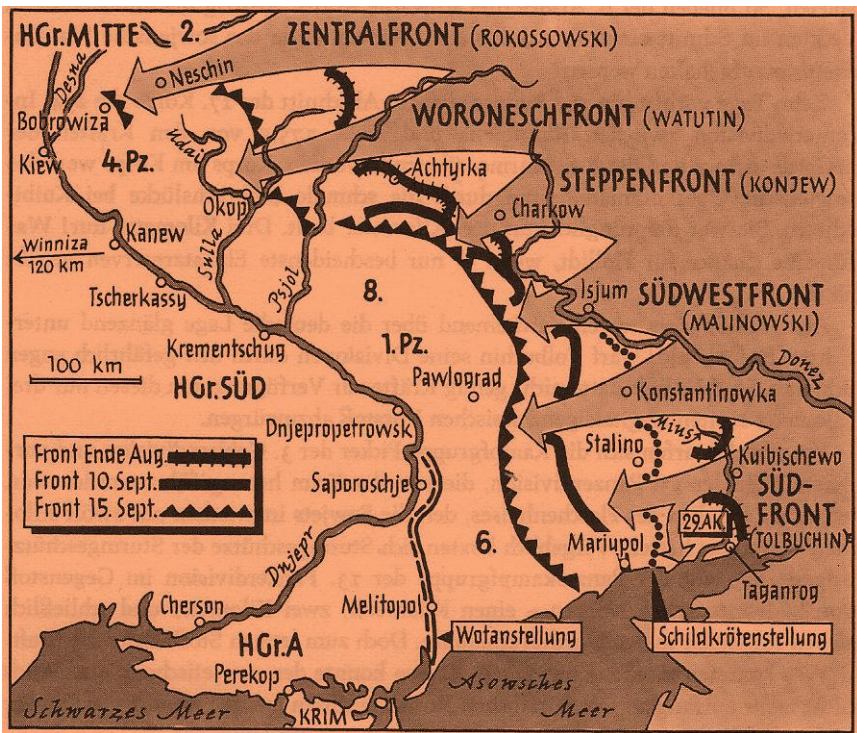 HGr.MITTE
2.
ZENTRALFRONT (ROKOSSOWSKI)
Desna
Neschin
Bobrowiza
Udai
WORONESCHFRONT (WATUTIN)
4.Pz.
Kiew
Achtyrka
STEPPENFRONT (KONJEW)
Okop
Charkow
Kanew
Winniza
120 km
Sulla
Psjol
Tscherkassy
8.
Isjum
SÜDWESTFRONT
(MALINOWSKI)
Krementschug
1.Pz.
Donez
100 km
HGr.SÜD
Pawlograd
Konstantinowka
Dnjepropetrowsk
Mius
Stalino
Front Ende Aug.
Front 10.Sept.
Front 15. Sept.
Kuibischewo
Saporoschje
SÜD-
FRONT
(TOLBUCHIN)
29.AK.
Dnjepr
6.
Mariupol
Taganrog
Cherson
Melitopol
HGr.A
Wotanstellung
Schildkrötenstellung
Perekop
Asowsches
Meer
Schwarzes Meer
KRIM